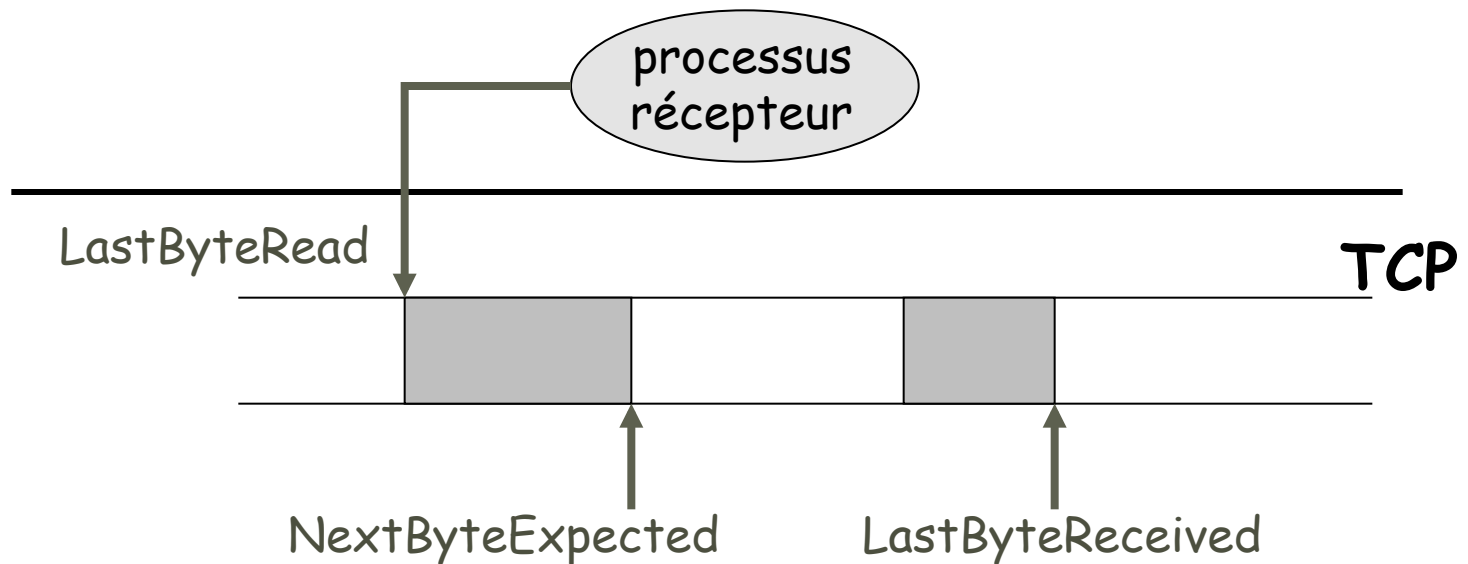 processus
récepteur
LastByteRead
TCP
NextByteExpected
LastByteReceived